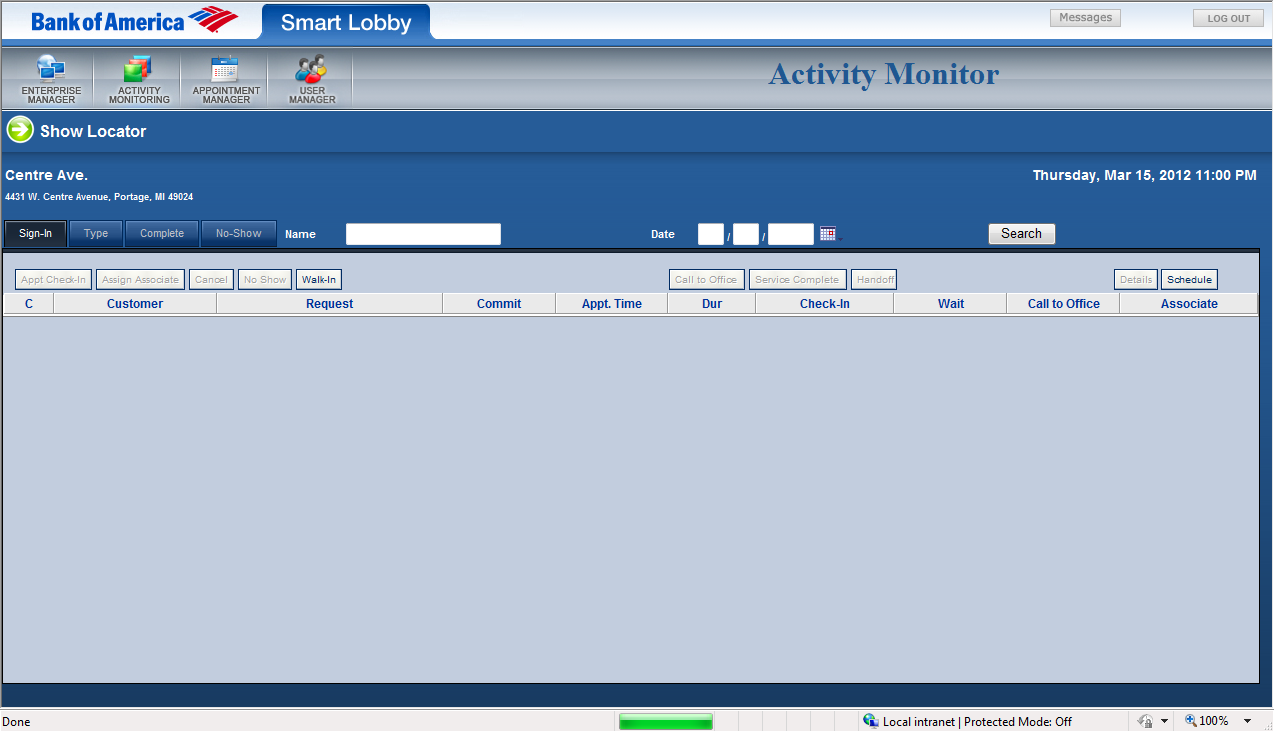 Bank of America Smart Lobby Messages LOG OUT
ENTERPRISE MANAGER
ACTIVITY MONITORING
APPOINTMENT MANAGER
USER MANAGER
Activity Monitor
Show Locator
Centre Ave. Thursday, Mar 15, 2012 11:00 PM
4431 W. Centre Avenue, Portage, MI 49024
Sign-In Type Complete No-Show Name Date / / Search
Appt Check-In Assign Associate Cancel No Show Walk-In Call to Office Service Complete Handoff Details Schedule
C Customer Request Commit Appt. Time Dur Check-In Wait Call to Office Associate
Done Local intranet | Protected Mode: Off 100%